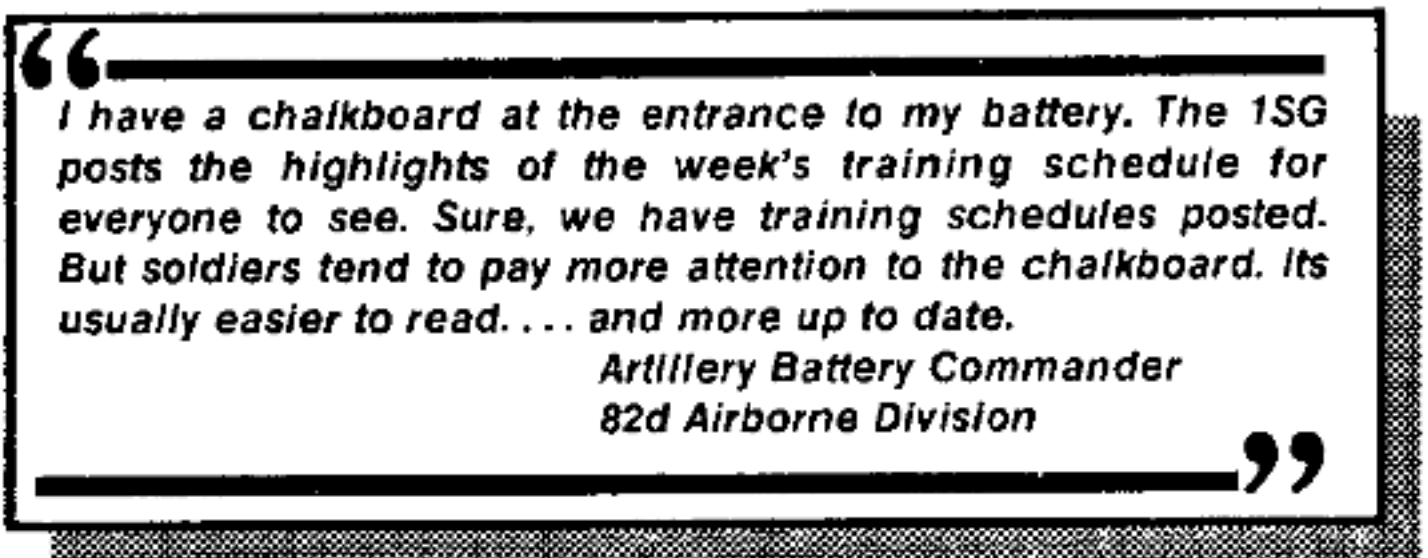 “
I have a chalkboard at the entrance to my battery. The 1SG
posts the highlights of the week's training schedule for
everyone to see. Sure, we have training schedules posted.
But soldiers tend to pay more attention to the chalkboard. Its
usually easier to read. . . . and more up to date.
Artillery Battery Commander
82d Airborne Division
”